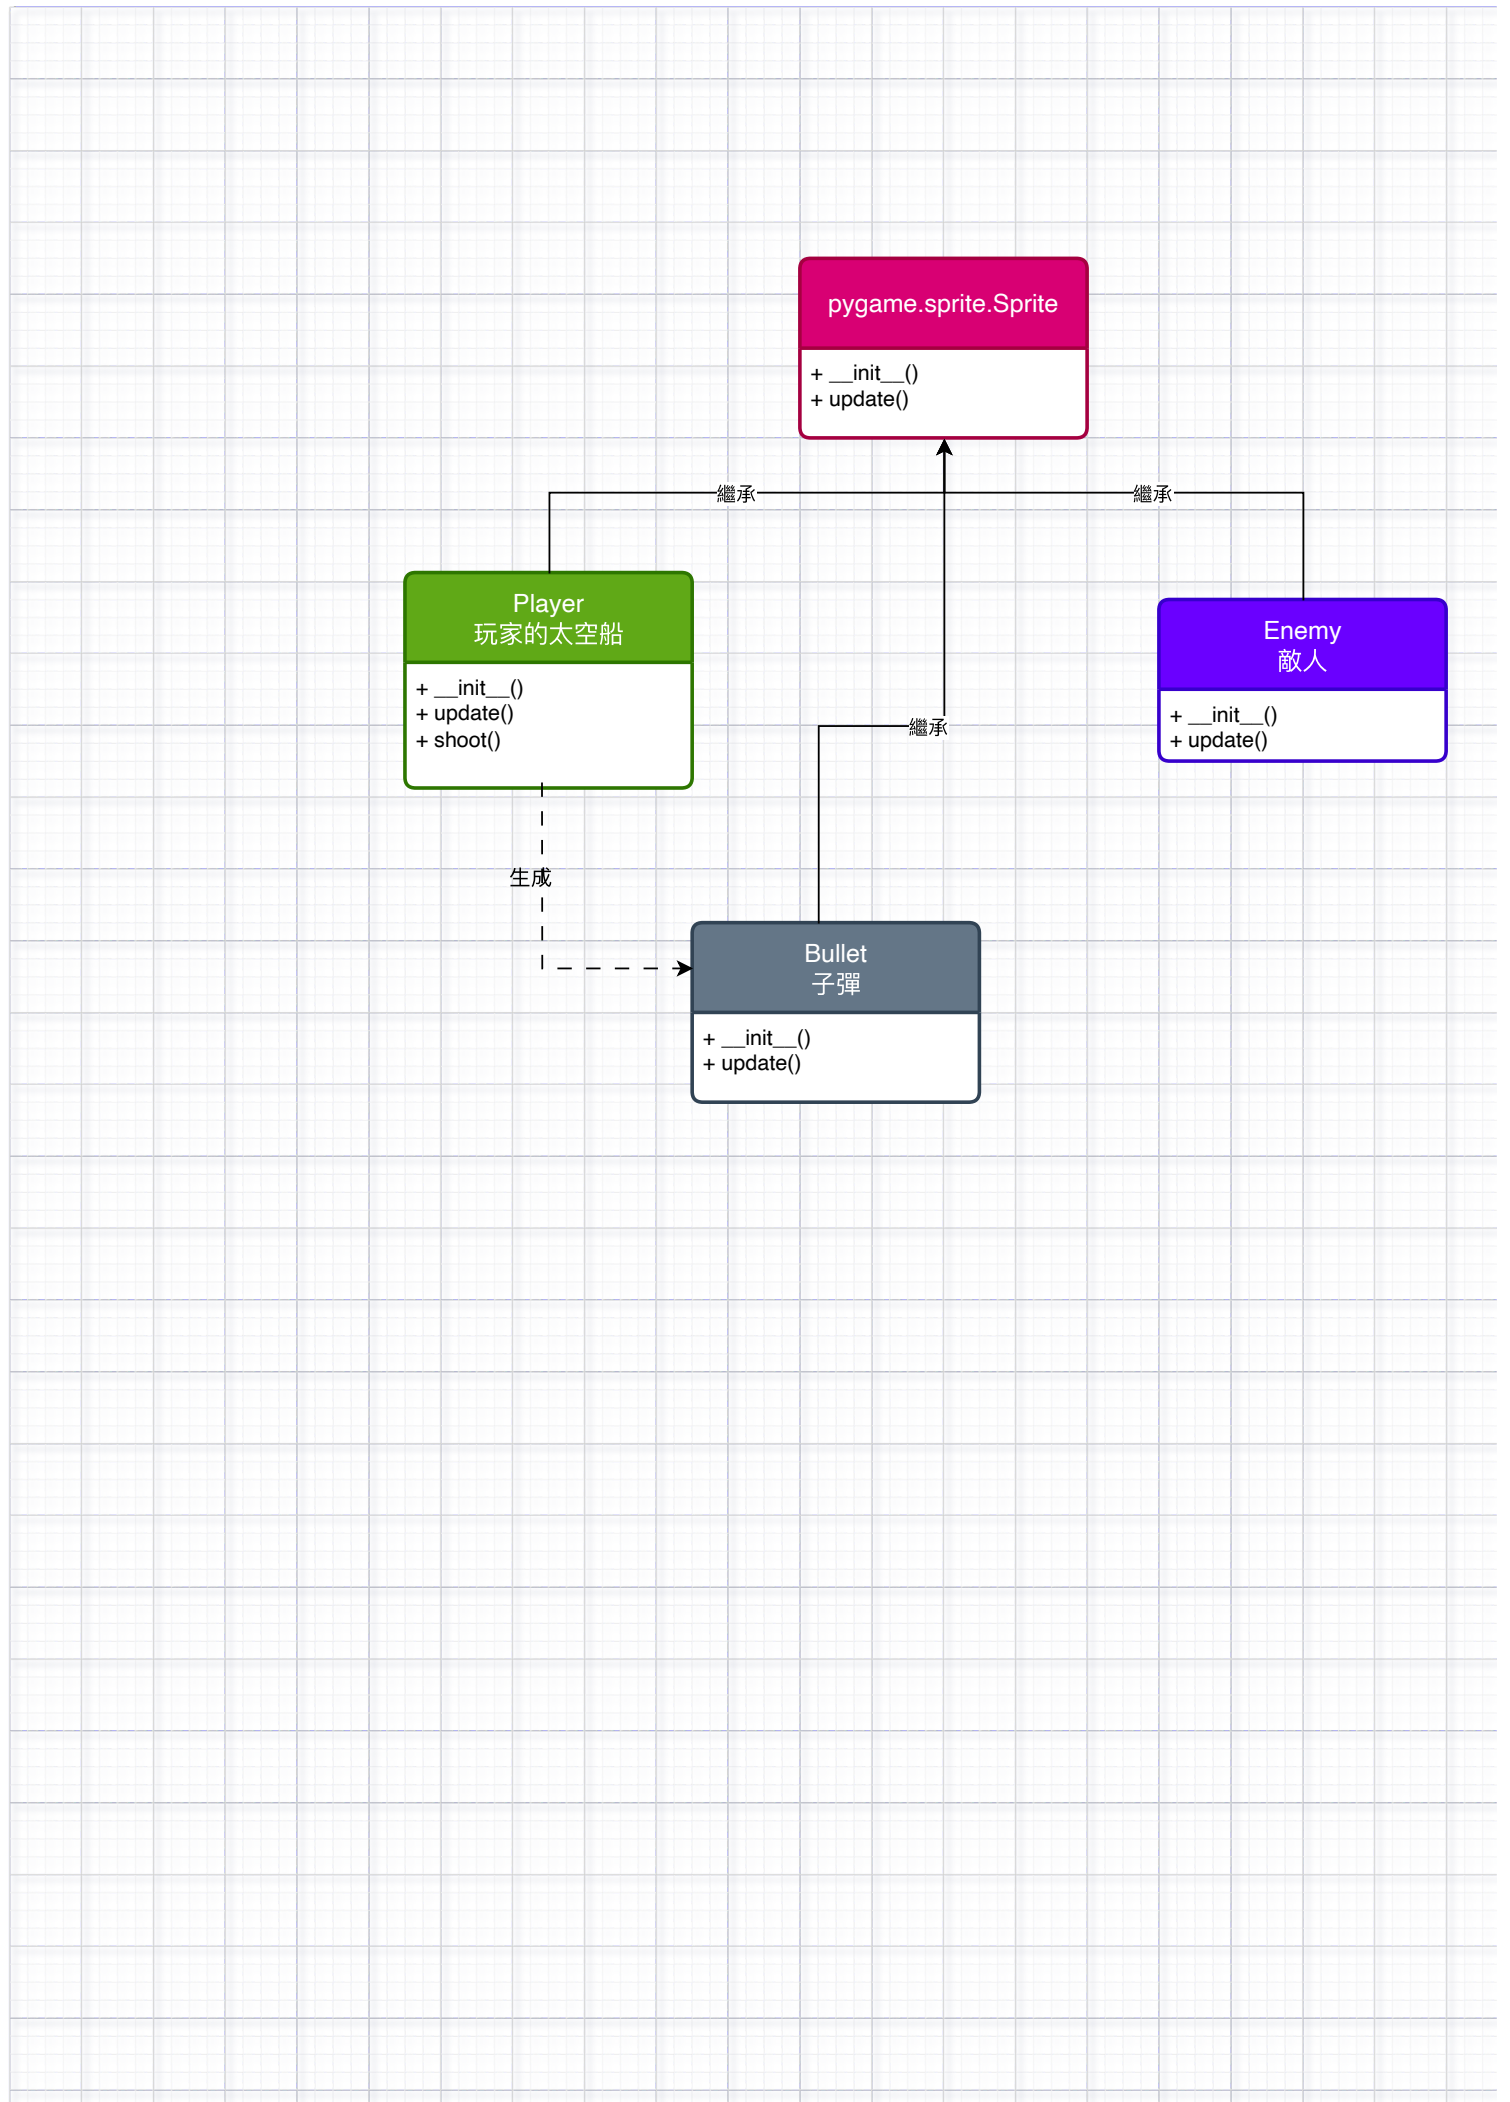 pygame.sprite.Sprite
+ __init__()
+ update()
繼承
繼承
Player
玩家的太空船
+ __init__()
+ update()
+ shoot()
Enemy
敵人
+ __init__()
+ update()
繼承
生成
Bullet
子彈
+ __init__()
+ update()